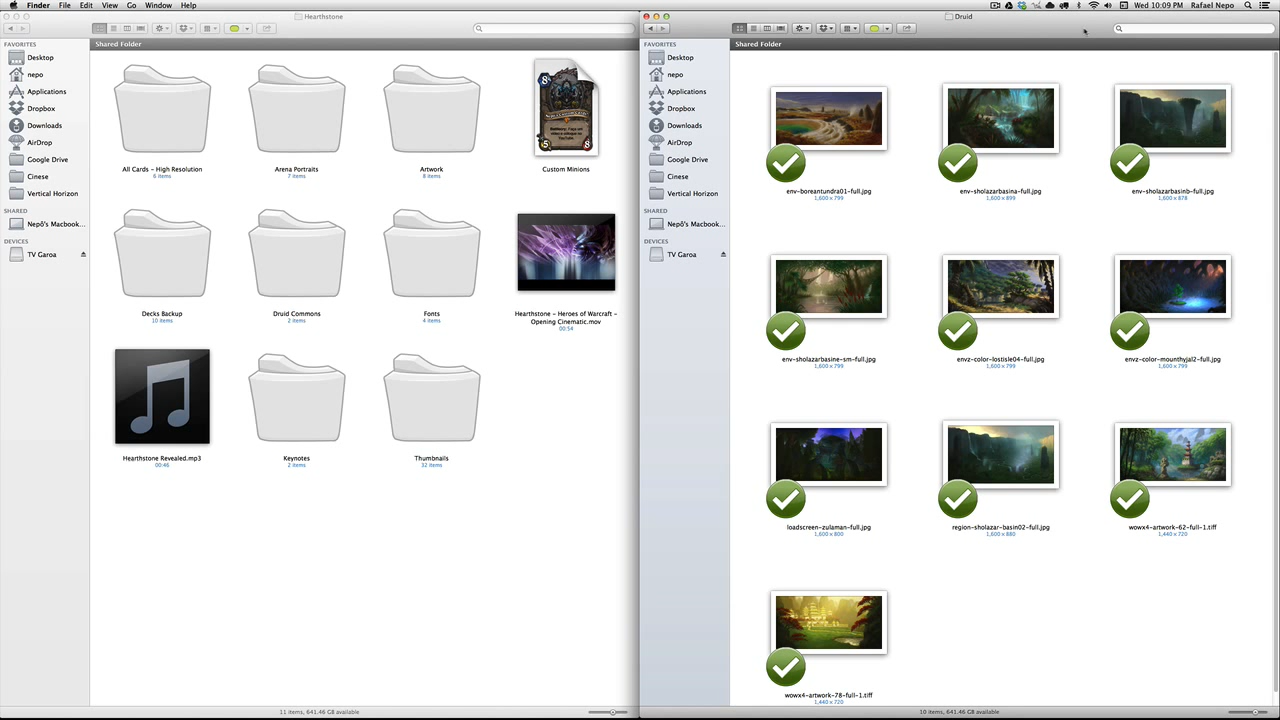 Finder File Edit View Go Window Help
Wed 10:09 PM Rafael Nepo
Hearthstone
Shared Folder
FAVORITES
Desktop
nepo
Applications
Dropbox
Downloads
AirDrop
Google Drive
Cinese
Vertical Horizon
SHARED
Nepô's Macbook...
DEVICES
TV Garoa
All Cards - High Resolution
6 items
Arena Portraits
7 items
Artwork
8 items
Custom Minions
Decks Backup
10 items
Druid Commons
2 items
Fonts
4 items
Hearthstone - Heroes of Warcraft -
Opening Cinematic.mov
00:54
Hearthstone Revealed.mp3
00:46
Keynotes
2 items
Thumbnails
32 items
11 items, 641.46 GB available
Druid
Shared Folder
FAVORITES
Desktop
nepo
Applications
Dropbox
Downloads
AirDrop
Google Drive
Cinese
Vertical Horizon
SHARED
Nepô's Macbook...
DEVICES
TV Garoa
env-boreantundra01-full.jpg
1,600 x 799
env-sholazarbasina-full.jpg
1,600 x 899
env-sholazarbasinb-full.jpg
1,600 x 878
env-sholazarbasine-sm-full.jpg
1,600 x 799
envz-color-lostisle04-full.jpg
1,600 x 799
envz-color-mounthyjal2-full.jpg
1,600 x 799
loadscreen-zulaman-full.jpg
1,600 x 800
region-sholazar-basin02-full.jpg
1,600 x 880
wowx4-artwork-62-full-1.tiff
1,440 x 720
wowx4-artwork-78-full-1.tiff
1,440 x 720
10 items, 641.46 GB available